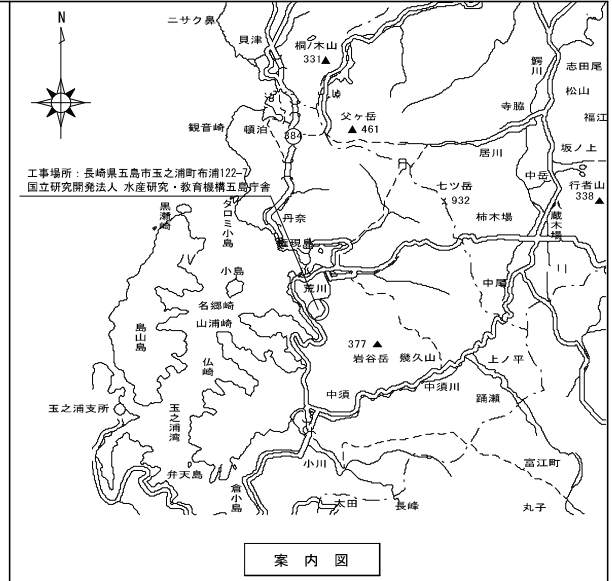 N
ニサク鼻
貝津
桐ノ木山
331
鰐川
志田尾
松山
寺脇
福江
父ヶ岳
461
観音崎
頓泊
384
居川
坂ノ上
中岳
行者山
338
工事場所：長崎県五島市玉之浦町布浦122-7
国立研究開発法人 水産研究・教育機構五島庁舎
七ツ岳
932
柿木場
八蔵木場
黒瀬崎
タロミ小島
丹奈
小島
荒川
中尾
名郷崎
山浦崎
島山島
仏崎
377
岩谷岳
幾久山
上ノ平
中須
中須川
踊瀬
玉之浦支所
玉之浦湾
弁天島
倉小島
小川
太田
長峰
富江町
丸子
案内図